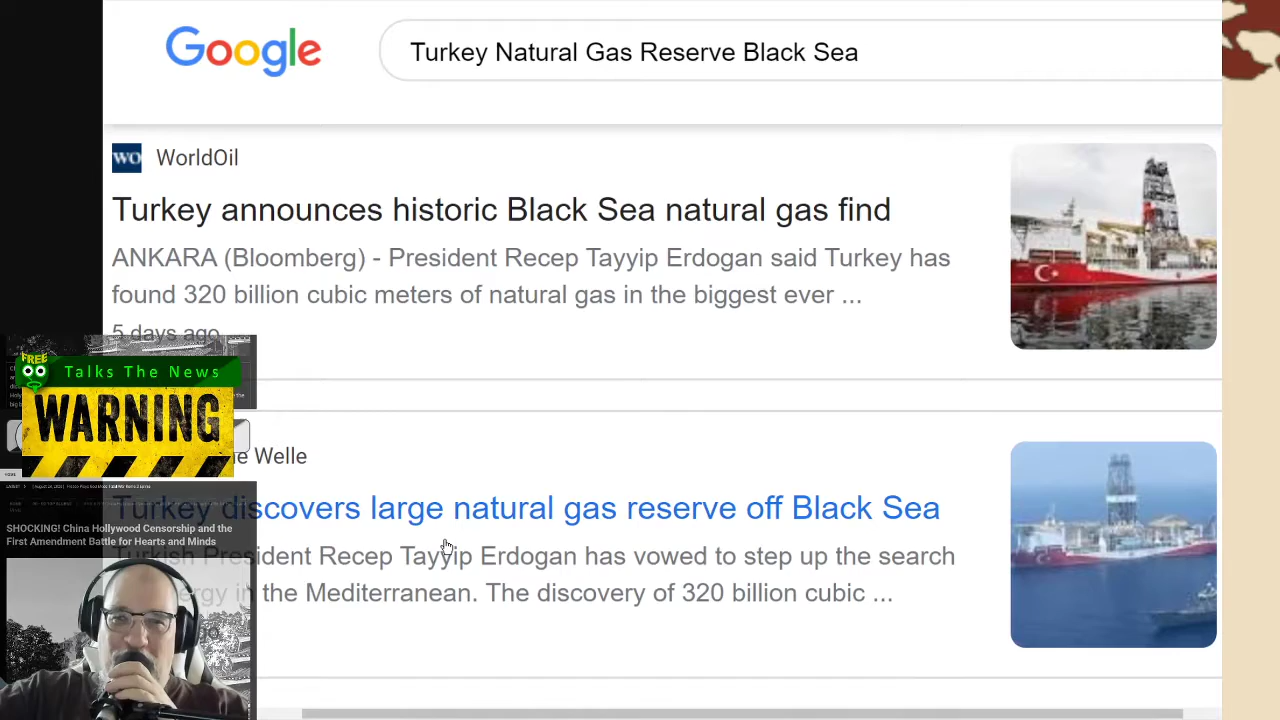 Google
Turkey Natural Gas Reserve Black Sea
WO WorldOil
Turkey announces historic Black Sea natural gas find
ANKARA (Bloomberg) - President Recep Tayyip Erdogan said Turkey has
found 320 billion cubic meters of natural gas in the biggest ever ...
5 days ago
FREE
Talks The News
WARNING
e Welle
Turkey discovers large natural gas reserve off Black Sea
Turkish President Recep Tayyip Erdogan has vowed to step up the search
in the Mediterranean. The discovery of 320 billion cubic ...
SHOCKING! China Hollywood Censorship and the
First Amendment Battle for Hearts and Minds